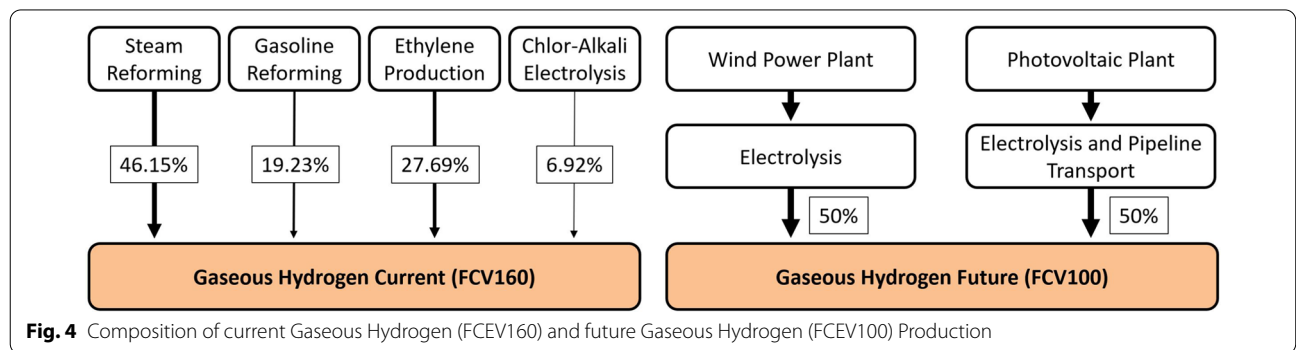 Steam
Reforming
Gasoline
Reforming
Ethylene
Production
Chlor-Alkali
Electrolysis
46.15%
19.23%
27.69%
6.92%
Gaseous Hydrogen Current (FCV160)
Wind Power Plant
Photovoltaic Plant
Electrolysis
Electrolysis and Pipeline
Transport
50%
50%
Gaseous Hydrogen Future (FCV100)
Fig. 4 Composition of current Gaseous Hydrogen (FCEV160) and future Gaseous Hydrogen (FCEV100) Production